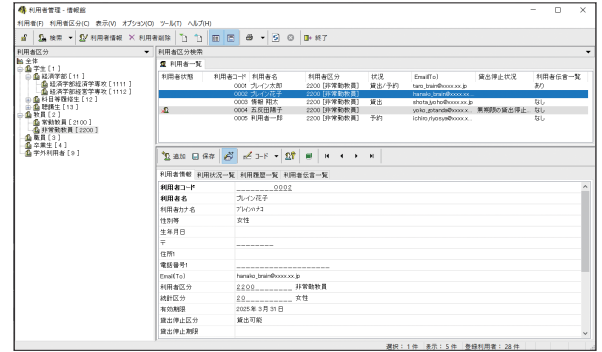 利用者管理 - 情報館
利用者(F) 利用者区分(C) 表示(V) オプション(O) ツール(T) ヘルプ(H)
検索 利用者情報 利用者削除 終了
利用者区分
全体
学生 [1]
経済学部 [11]
経済学部経済学専攻 [1111]
経済学部経営学専攻 [1112]
科目等履修生 [12]
聴講生 [13]
教員 [2]
常勤教員 [2100]
非常勤教員 [2200]
職員 [3]
卒業生 [4]
学外利用者 [9]
利用者区分検索
利用者一覧
利用者状態 利用者コード 利用者名 利用者区分 状況 Email(To) 貸出停止状況 利用者伝言一覧
0001 ブレイン太郎 2200 [非常勤教員] 貸出/予約 taro_brain@xxxx.xx.jp あり
0002 ブレイン花子 2200 [非常勤教員] hanako_brain@xxxx.xx...
0003 情報 翔太 2200 [非常勤教員] 貸出 shota_jyoho@xxxx.xx.jp なし
0004 五反田陽子 2200 [非常勤教員] yoko_gotanda@xxxx.x... 無期限の貸出停止... なし
0005 利用者一郎 2200 [非常勤教員] 予約 ichiro_riyosya@xxxx.x... なし
追加 保存 コード
利用者情報 利用状況一覧 利用履歴一覧 利用者伝言一覧
利用者コード ________0002
利用者名 ブレイン花子
利用者カナ名 ブレインハナコ
性別等 女性
生年月日
〒 ________
住所1
電話番号1 ____________________
Email(To) hanako_brain@xxxx.xx.jp
利用者区分 2200________ 非常勤教員
統計区分 20__________ 女性
有効期限 2025年 3月31日
貸出停止区分 貸出可能
貸出停止期限
選択: 1件 表示: 5件 登録利用者: 28件